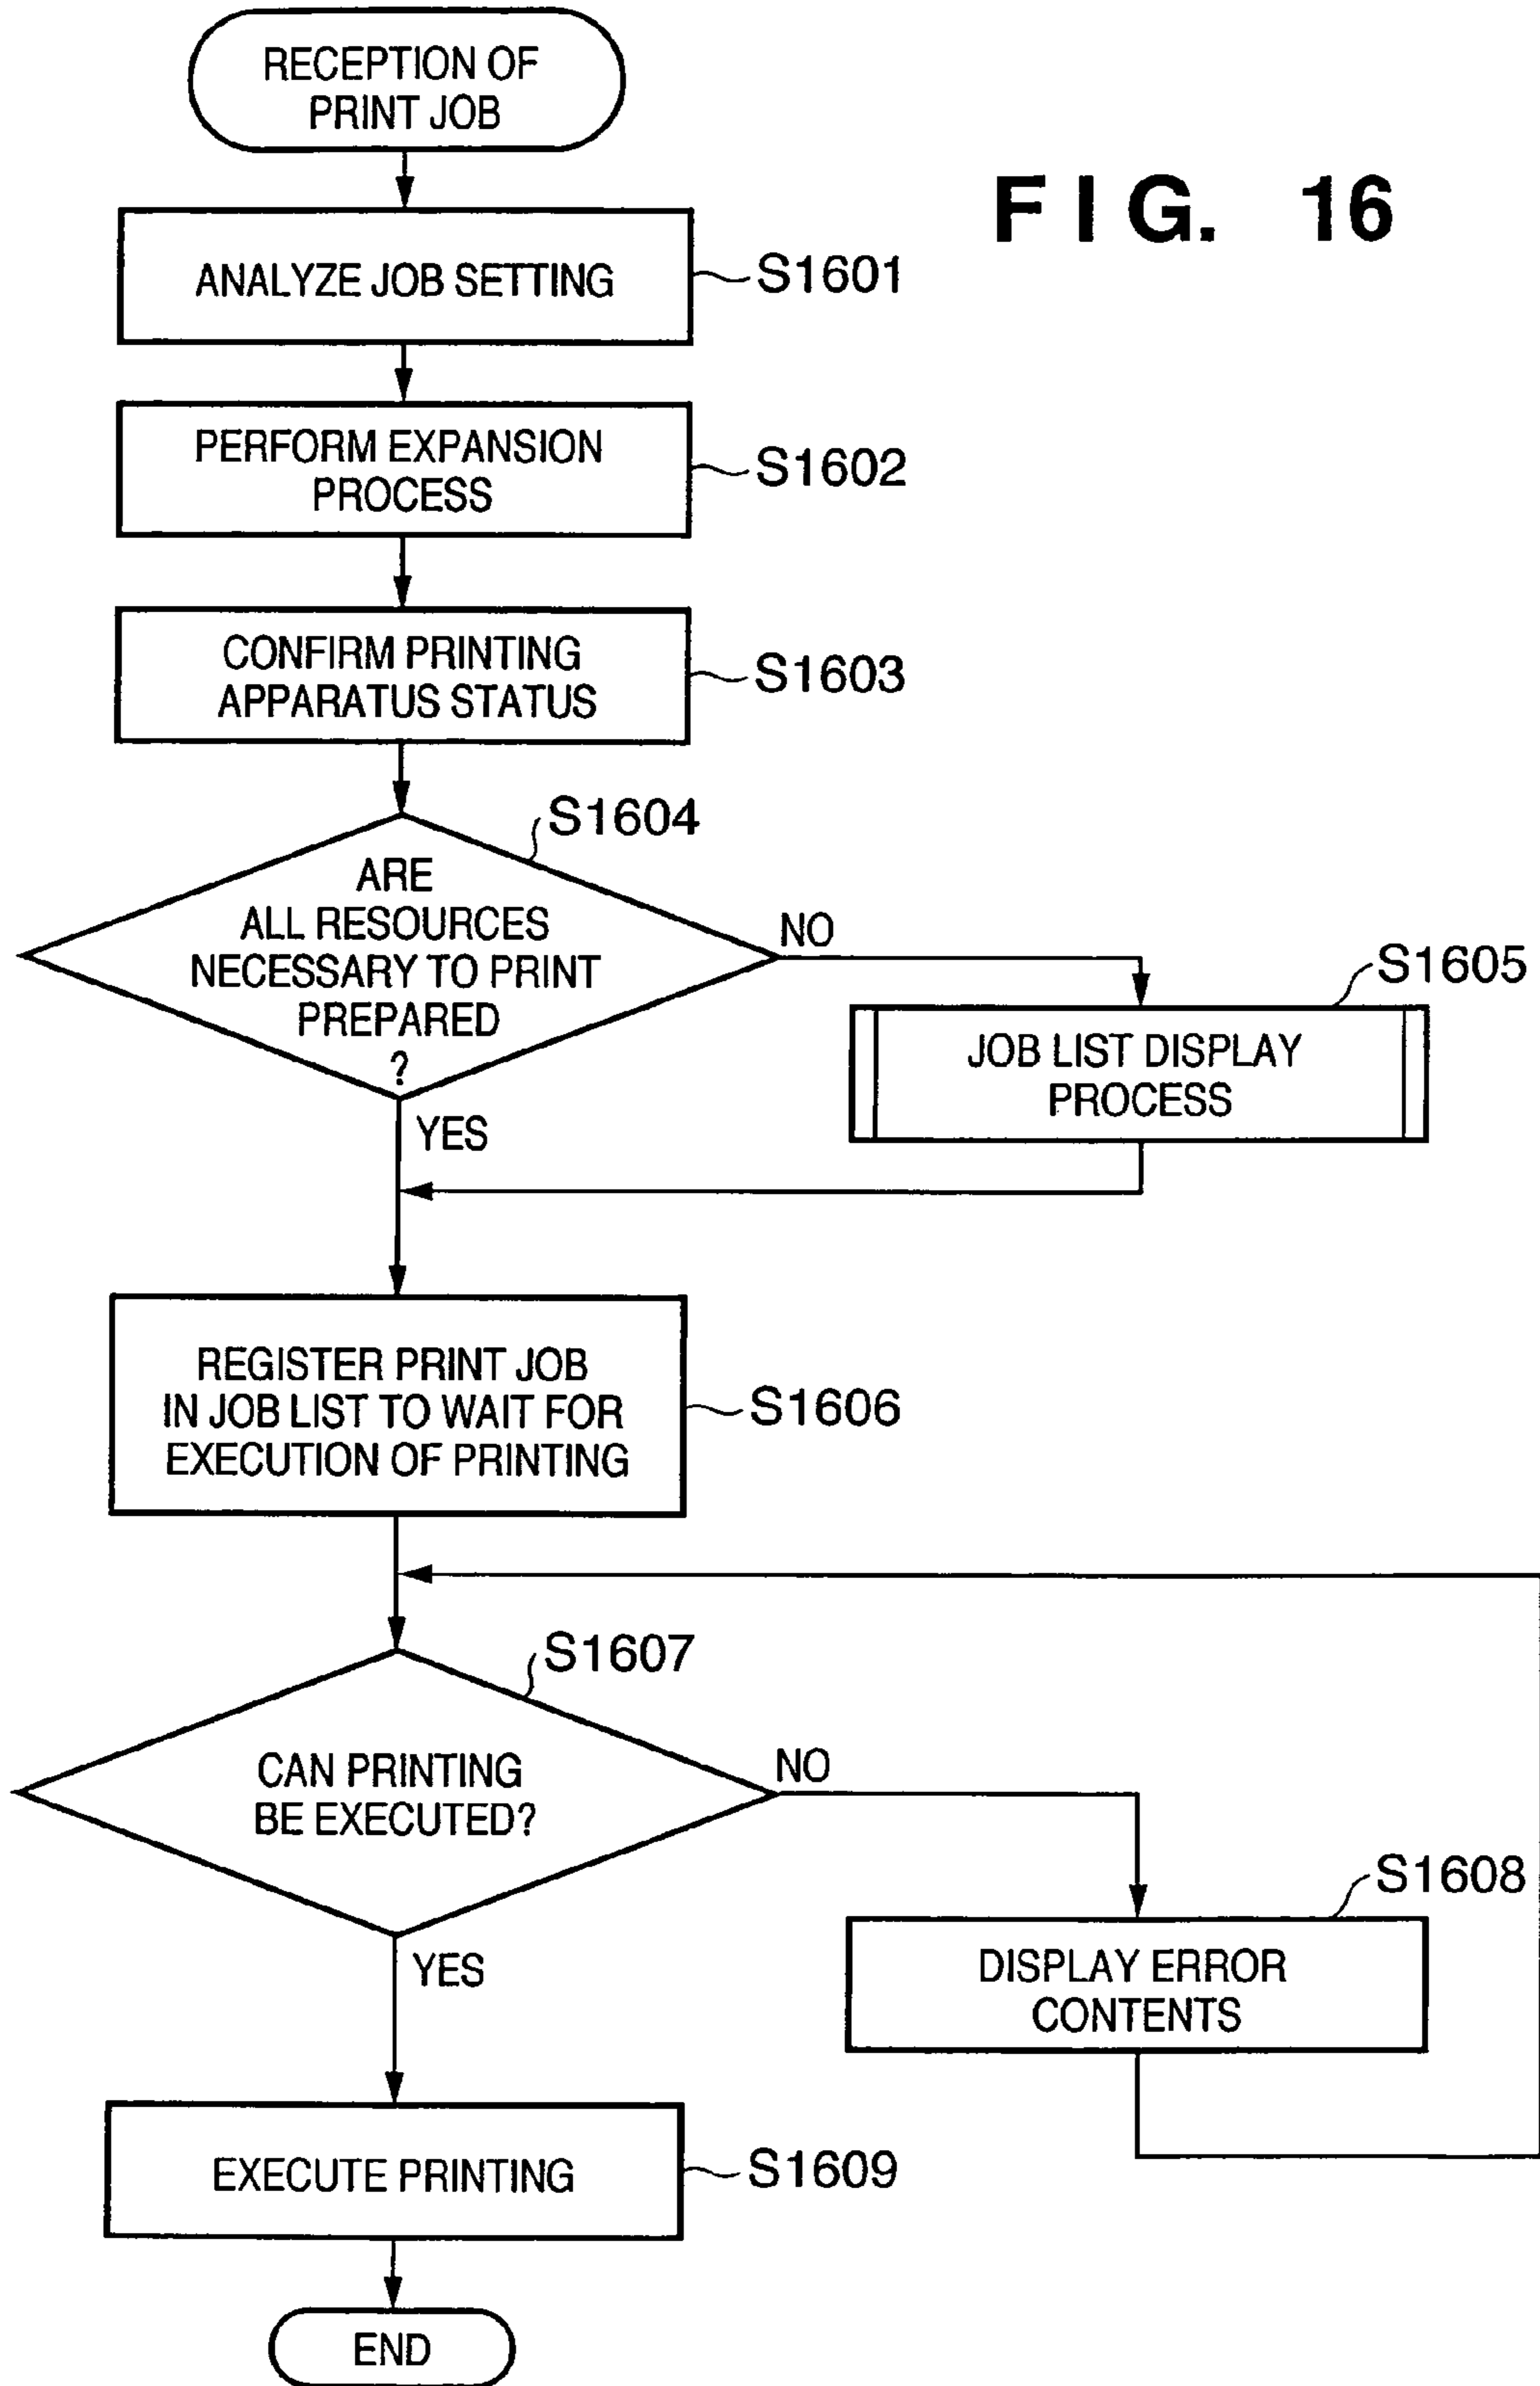 RECEPTION OF
PRINT JOB
F I G. 16
ANALYZE JOB SETTING
S1601
PERFORM EXPANSION
PROCESS
S1602
CONFIRM PRINTING
APPARATUS STATUS
S1603
S1604
ARE
ALL RESOURCES
NECESSARY TO PRINT
PREPARED
?
NO
S1605
JOB LIST DISPLAY
PROCESS
YES
REGISTER PRINT JOB
IN JOB LIST TO WAIT FOR
EXECUTION OF PRINTING
S1606
S1607
CAN PRINTING
BE EXECUTED?
NO
S1608
DISPLAY ERROR
CONTENTS
YES
EXECUTE PRINTING
S1609
END